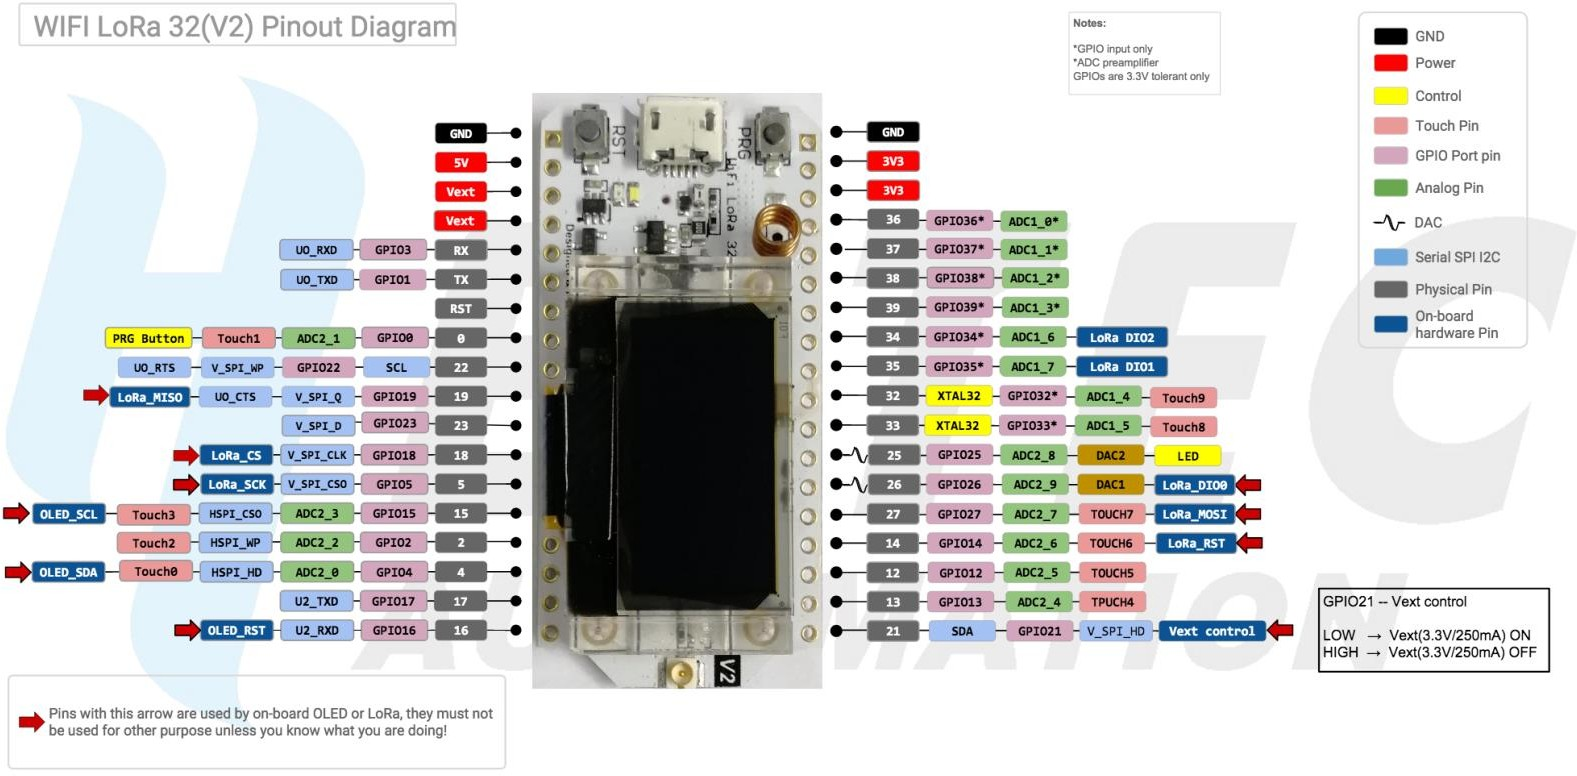 WIFI LoRa 32(V2) Pinout Diagram
Notes:
*GPIO input only
*ADC preamplifier
GPIOs are 3.3V tolerant only
GND
Power
Control
Touch Pin
GPIO Port pin
Analog Pin
DAC
Serial SPI I2C
Physical Pin
On-board
hardware Pin
GND
5V
Vext
Vext
UO_RXD GPIO3 RX
UO_TXD GPIO1 TX
RST
PRG Button Touch1 ADC2_1 GPIO0 0
UO_RTS V_SPI_WP GPIO22 SCL 22
LoRa_MISO UO_CTS V_SPI_Q GPIO19 19
V_SPI_D GPIO23 23
LoRa_CS V_SPI_CLK GPIO18 18
LoRa_SCK V_SPI_CSO GPIO5 5
OLED_SCL Touch3 HSPI_CSO ADC2_3 GPIO15 15
Touch2 HSPI_WP ADC2_2 GPIO2 2
OLED_SDA Touch0 HSPI_HD ADC2_0 GPIO4 4
U2_TXD GPIO17 17
OLED_RST U2_RXD GPIO16 16
RST
PRG
WiFi LoRa 32
V2
GND
3V3
3V3
36 GPIO36* ADC1_0*
37 GPIO37* ADC1_1*
38 GPIO38* ADC1_2*
39 GPIO39* ADC1_3*
34 GPIO34* ADC1_6 LoRa DIO2
35 GPIO35* ADC1_7 LoRa DIO1
32 XTAL32 GPIO32* ADC1_4 Touch9
33 XTAL32 GPIO33* ADC1_5 Touch8
25 GPIO25 ADC2_8 DAC2 LED
26 GPIO26 ADC2_9 DAC1 LoRa_DIO0
27 GPIO27 ADC2_7 TOUCH7 LoRa_MOSI
14 GPIO14 ADC2_6 TOUCH6 LoRa_RST
12 GPIO12 ADC2_5 TOUCH5
13 GPIO13 ADC2_4 TPUCH4
21 SDA GPIO21 V_SPI_HD Vext control
GPIO21 -- Vext control
LOW → Vext(3.3V/250mA) ON
HIGH → Vext(3.3V/250mA) OFF
Pins with this arrow are used by on-board OLED or LoRa, they must not
be used for other purpose unless you know what you are doing!